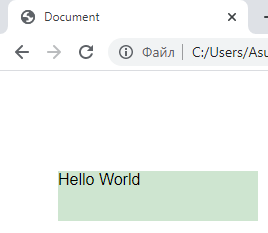 Document
Файл
C:/Users/Asu
Hello World